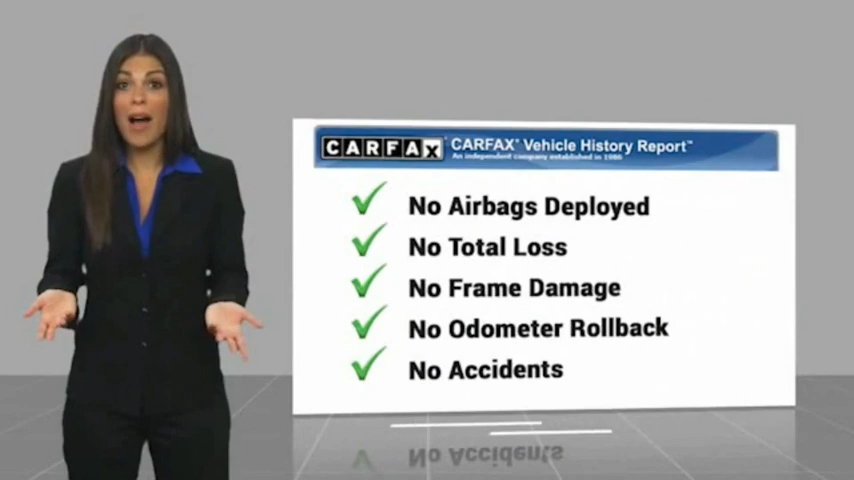 CARFAX CARFAX® Vehicle History Report™
An independent company established in 1986
No Airbags Deployed
No Total Loss
No Frame Damage
No Odometer Rollback
No Accidents
No Accidents